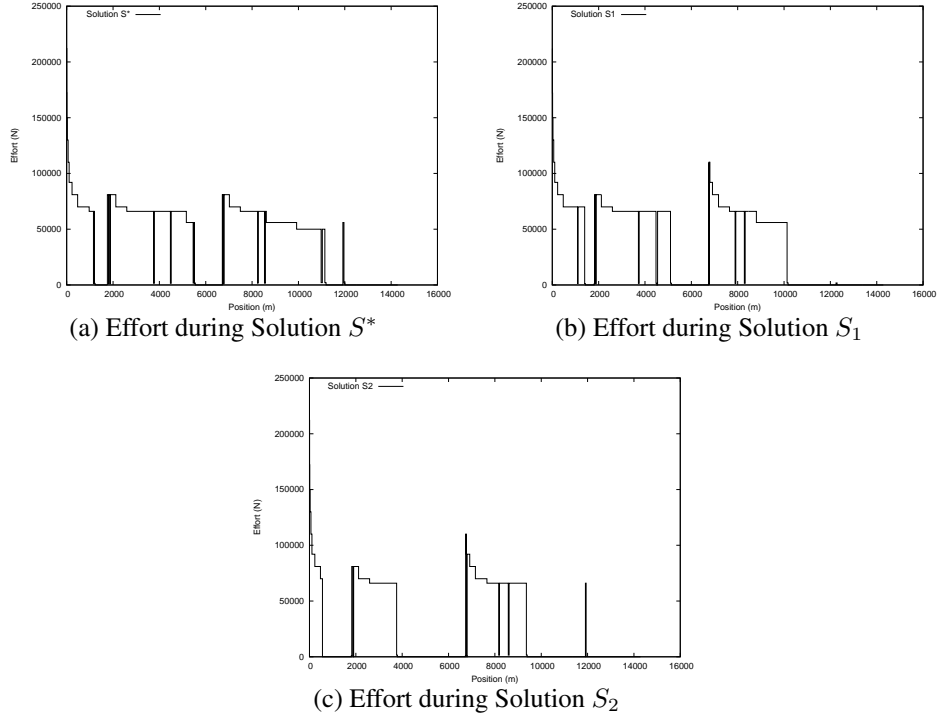 Solution S*
250000
200000
150000
100000
50000
0
Effort (N)
0 2000 4000 6000 8000 10000 12000 14000 16000
Position (m)
(a) Effort during Solution S*
Solution S1
250000
200000
150000
100000
50000
0
Effort (N)
0 2000 4000 6000 8000 10000 12000 14000 16000
Position (m)
(b) Effort during Solution S₁
Solution S2
250000
200000
150000
100000
50000
0
Effort (N)
0 2000 4000 6000 8000 10000 12000 14000 16000
Position (m)
(c) Effort during Solution S₂